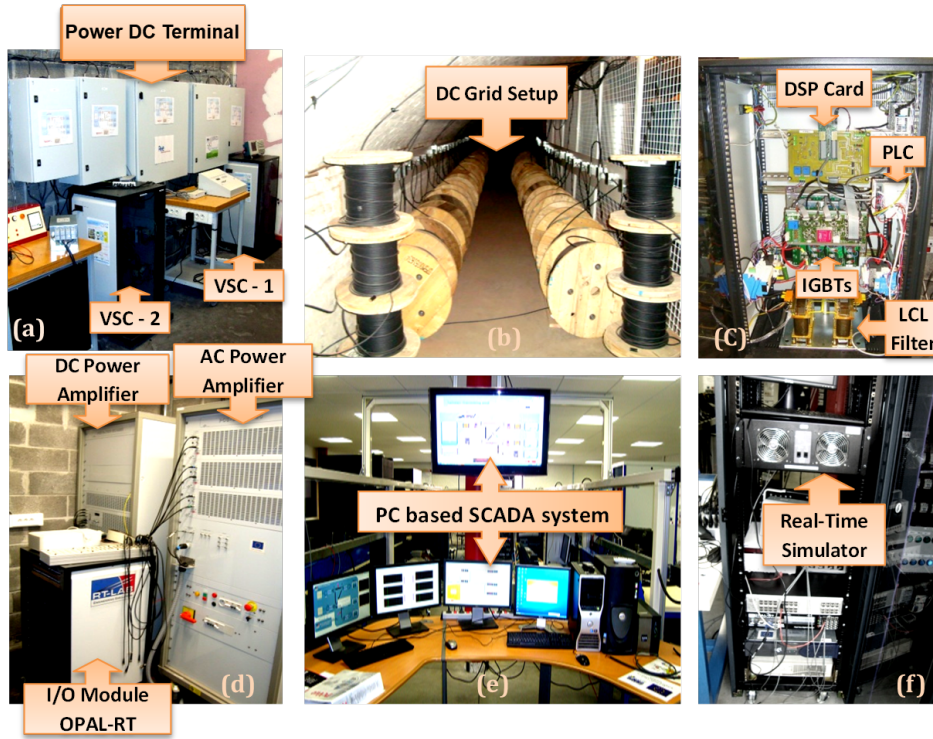 Power DC Terminal
VSC - 1
VSC - 2
(a)
DC Grid Setup
(b)
DSP Card
PLC
IGBTs
LCL
Filter
(C)
DC Power
Amplifier
AC Power
Amplifier
RT-LAB
I/O Module
OPAL-RT
(d)
PC based SCADA system
(e)
Real-Time
Simulator
(f)